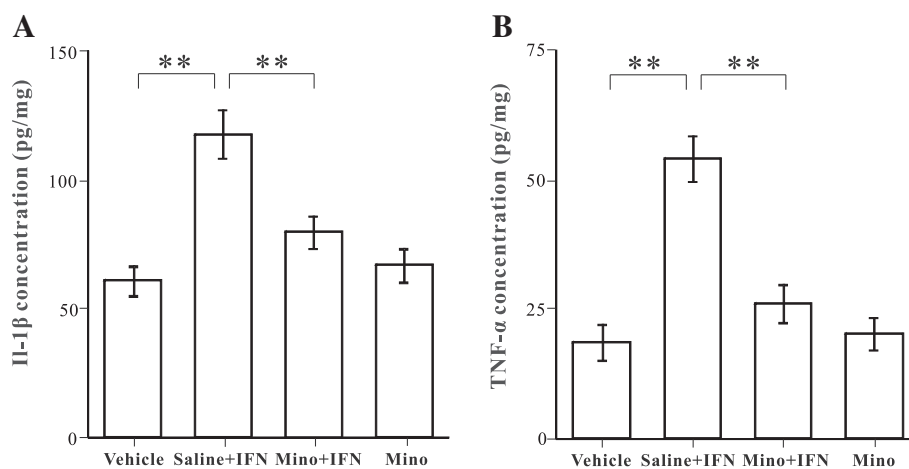 A
Il-1β concentration (pg/mg)
150
100
50
0
** **
Vehicle Saline+IFN Mino+IFN Mino
B
TNF-α concentration (pg/mg)
75
50
25
0
** **
Vehicle Saline+IFN Mino+IFN Mino